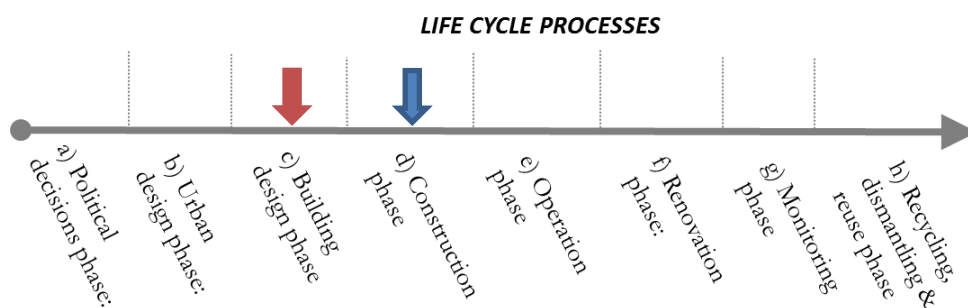 LIFE CYCLE PROCESSES
a) Political
decisions phase:
b) Urban
design phase:
c) Building
design phase
d) Construction
phase
e) Operation
phase
f) Renovation
phase:
g) Monitoring
phase
h) Recycling,
dismantling &
reuse phase